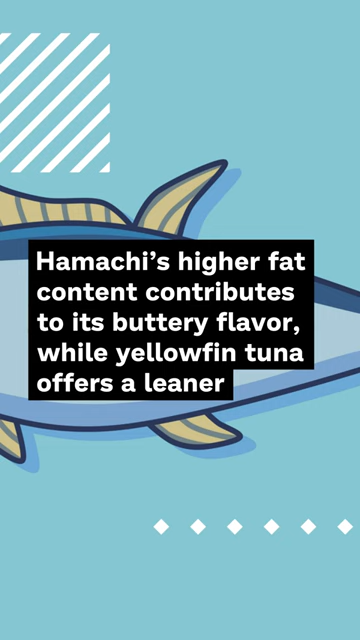 Hamachi’s higher fat
content contributes
to its buttery flavor,
while yellowfin tuna
offers a leaner